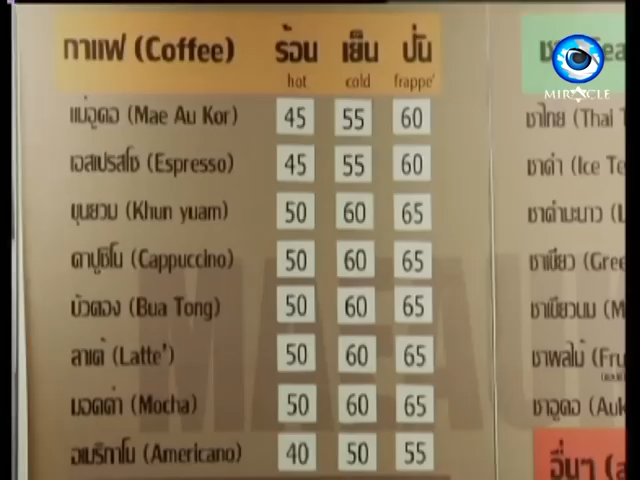 กาแฟ (Coffee) ร้อน เย็น ปั่น
hot cold frappe'
แม่อูคอ (Mae Au Kor) 45 55 60
เอสเปรสโซ (Espresso) 45 55 60
ขุนยวม (Khun yuam) 50 60 65
คาปูชิโน (Cappuccino) 50 60 65
บัวตอง (Bua Tong) 50 60 65
ลาเต้ (Latte') 50 60 65
มอคค่า (Mocha) 50 60 65
อเมริกาโน (Americano) 40 50 55
MIRACLE
ชาไทย (Thai
ชาดำ (Ice
ชาดำมะนาว
ชาเขียว
ชาเขียวนม
ชาผลไม้
ชาอูคอ
อื่นๆ